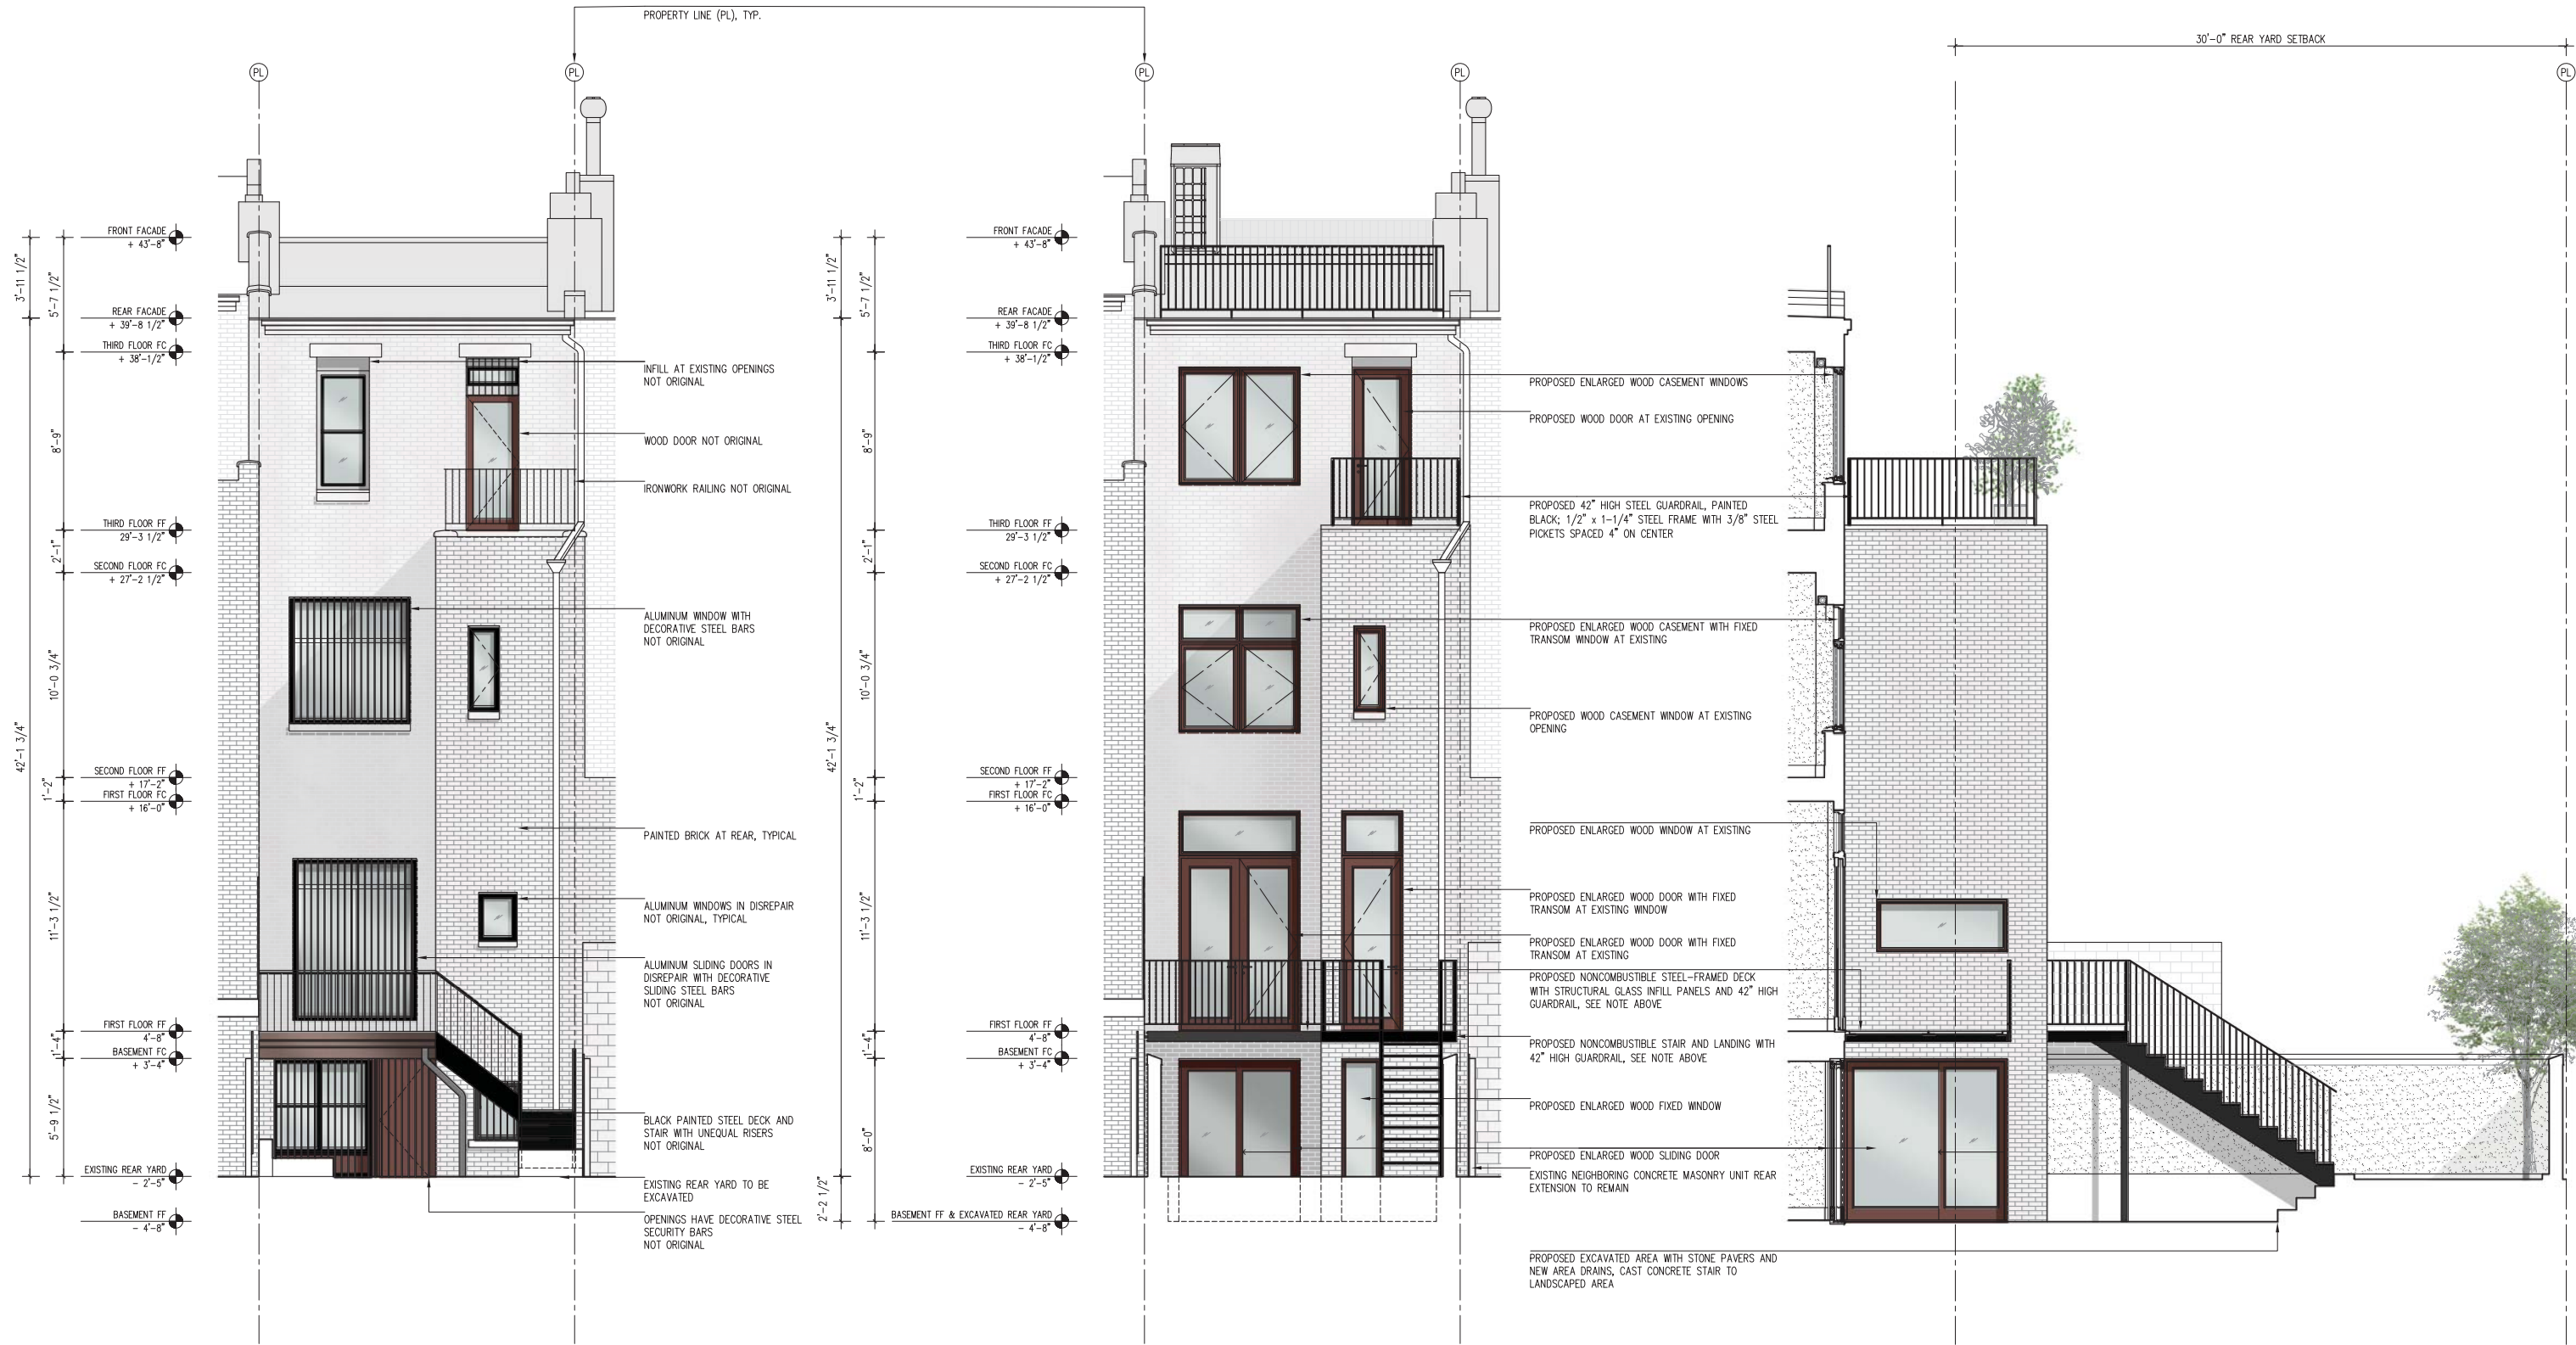 PROPERTY LINE (PL), TYP.
30'-0" REAR YARD SETBACK
PL
PL
PL
PL
PL
FRONT FACADE
+ 43'-8"
REAR FACADE
+ 39'-8 1/2"
THIRD FLOOR FC
+ 38'-1/2"
THIRD FLOOR FF
29'-3 1/2"
SECOND FLOOR FC
+ 27'-2 1/2"
SECOND FLOOR FF
+ 17'-2"
FIRST FLOOR FC
+ 16'-0"
FIRST FLOOR FF
4'-8"
BASEMENT FC
+ 3'-4"
EXISTING REAR YARD
- 2'-5"
BASEMENT FF
- 4'-8"
3'-11 1/2"
42'-1 3/4"
5'-7 1/2"
8'-9"
2'-1"
10'-0 3/4"
1'-2"
11'-3 1/2"
1'-4"
5'-9 1/2"
INFILL AT EXISTING OPENINGS
NOT ORIGINAL
WOOD DOOR NOT ORIGINAL
IRONWORK RAILING NOT ORIGINAL
ALUMINUM WINDOW WITH
DECORATIVE STEEL BARS
NOT ORIGINAL
PAINTED BRICK AT REAR, TYPICAL
ALUMINUM WINDOWS IN DISREPAIR
NOT ORIGINAL, TYPICAL
ALUMINUM SLIDING DOORS IN
DISREPAIR WITH DECORATIVE
SLIDING STEEL BARS
NOT ORIGINAL
BLACK PAINTED STEEL DECK AND
STAIR WITH UNEQUAL RISERS
NOT ORIGINAL
EXISTING REAR YARD TO BE
EXCAVATED
OPENINGS HAVE DECORATIVE STEEL
SECURITY BARS
NOT ORIGINAL
3'-11 1/2"
42'-1 3/4"
2'-2 1/2"
5'-7 1/2"
8'-9"
2'-1"
10'-0 3/4"
1'-2"
11'-3 1/2"
1'-4"
8'-0"
FRONT FACADE
+ 43'-8"
REAR FACADE
+ 39'-8 1/2"
THIRD FLOOR FC
+ 38'-1/2"
THIRD FLOOR FF
29'-3 1/2"
SECOND FLOOR FC
+ 27'-2 1/2"
SECOND FLOOR FF
+ 17'-2"
FIRST FLOOR FC
+ 16'-0"
FIRST FLOOR FF
4'-8"
BASEMENT FC
+ 3'-4"
EXISTING REAR YARD
- 2'-5"
BASEMENT FF & EXCAVATED REAR YARD
- 4'-8"
PROPOSED ENLARGED WOOD CASEMENT WINDOWS
PROPOSED WOOD DOOR AT EXISTING OPENING
PROPOSED 42" HIGH STEEL GUARDRAIL, PAINTED
BLACK; 1/2" x 1-1/4" STEEL FRAME WITH 3/8" STEEL
PICKETS SPACED 4" ON CENTER
PROPOSED ENLARGED WOOD CASEMENT WITH FIXED
TRANSOM WINDOW AT EXISTING
PROPOSED WOOD CASEMENT WINDOW AT EXISTING
OPENING
PROPOSED ENLARGED WOOD WINDOW AT EXISTING
PROPOSED ENLARGED WOOD DOOR WITH FIXED
TRANSOM AT EXISTING WINDOW
PROPOSED ENLARGED WOOD DOOR WITH FIXED
TRANSOM AT EXISTING
PROPOSED NONCOMBUSTIBLE STEEL-FRAMED DECK
WITH STRUCTURAL GLASS INFILL PANELS AND 42" HIGH
GUARDRAIL, SEE NOTE ABOVE
PROPOSED NONCOMBUSTIBLE STAIR AND LANDING WITH
42" HIGH GUARDRAIL, SEE NOTE ABOVE
PROPOSED ENLARGED WOOD FIXED WINDOW
PROPOSED ENLARGED WOOD SLIDING DOOR
EXISTING NEIGHBORING CONCRETE MASONRY UNIT REAR
EXTENSION TO REMAIN
PROPOSED EXCAVATED AREA WITH STONE PAVERS AND
NEW AREA DRAINS, CAST CONCRETE STAIR TO
LANDSCAPED AREA